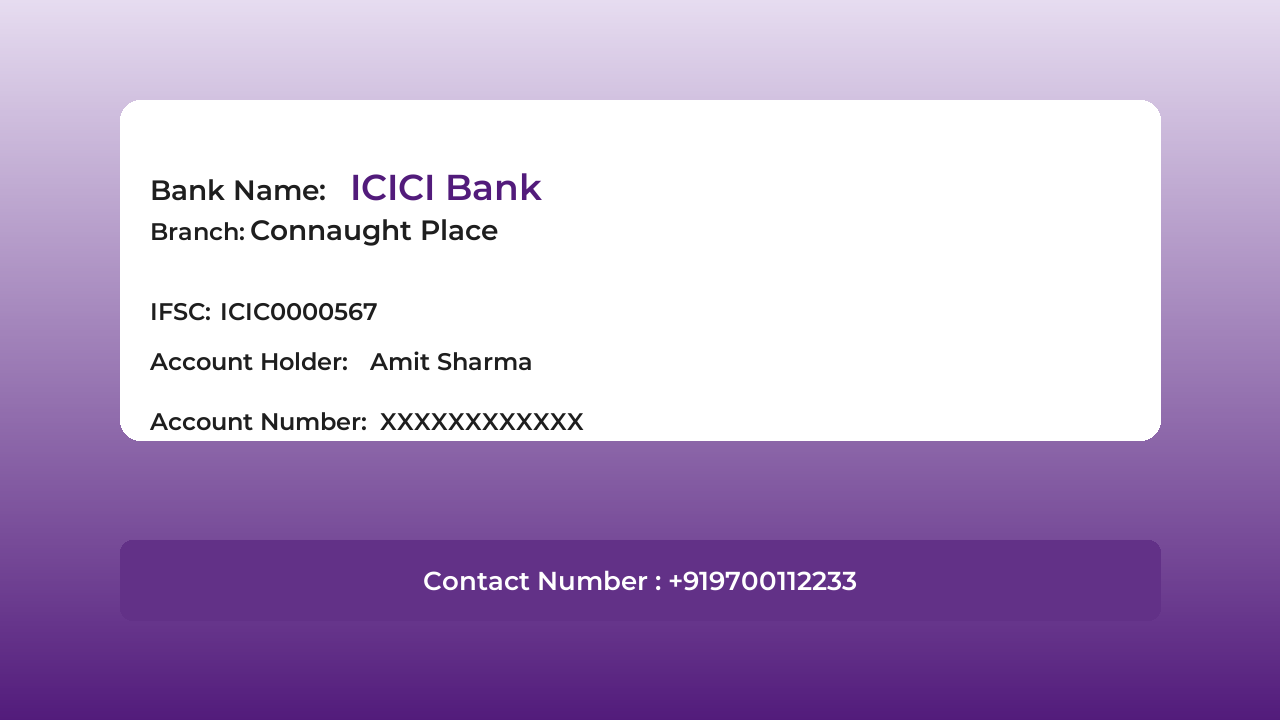 Bank Name: ICICI Bank
Branch: Connaught Place
IFSC: ICIC0000567
Account Holder: Amit Sharma
Account Number: XXXXXXXXXXXX
Contact Number : +919700112233